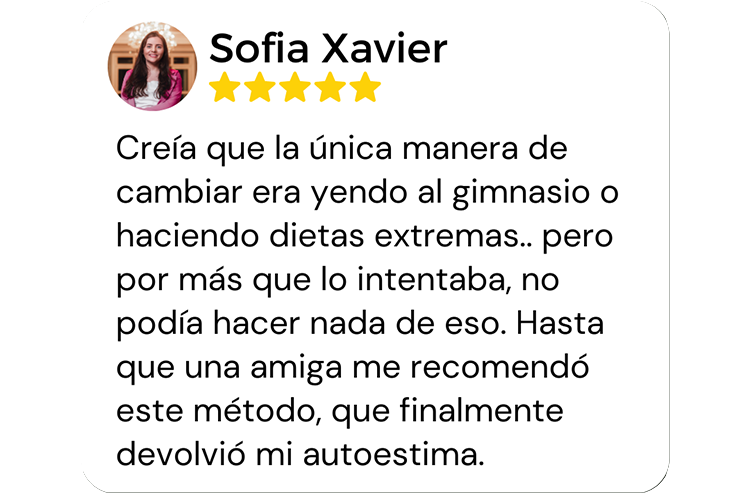 Sofia Xavier
Creía que la única manera de
cambiar era yendo al gimnasio o
haciendo dietas extremas.. pero
por más que lo intentaba, no
podía hacer nada de eso. Hasta
que una amiga me recomendó
este método, que finalmente
devolvió mi autoestima.